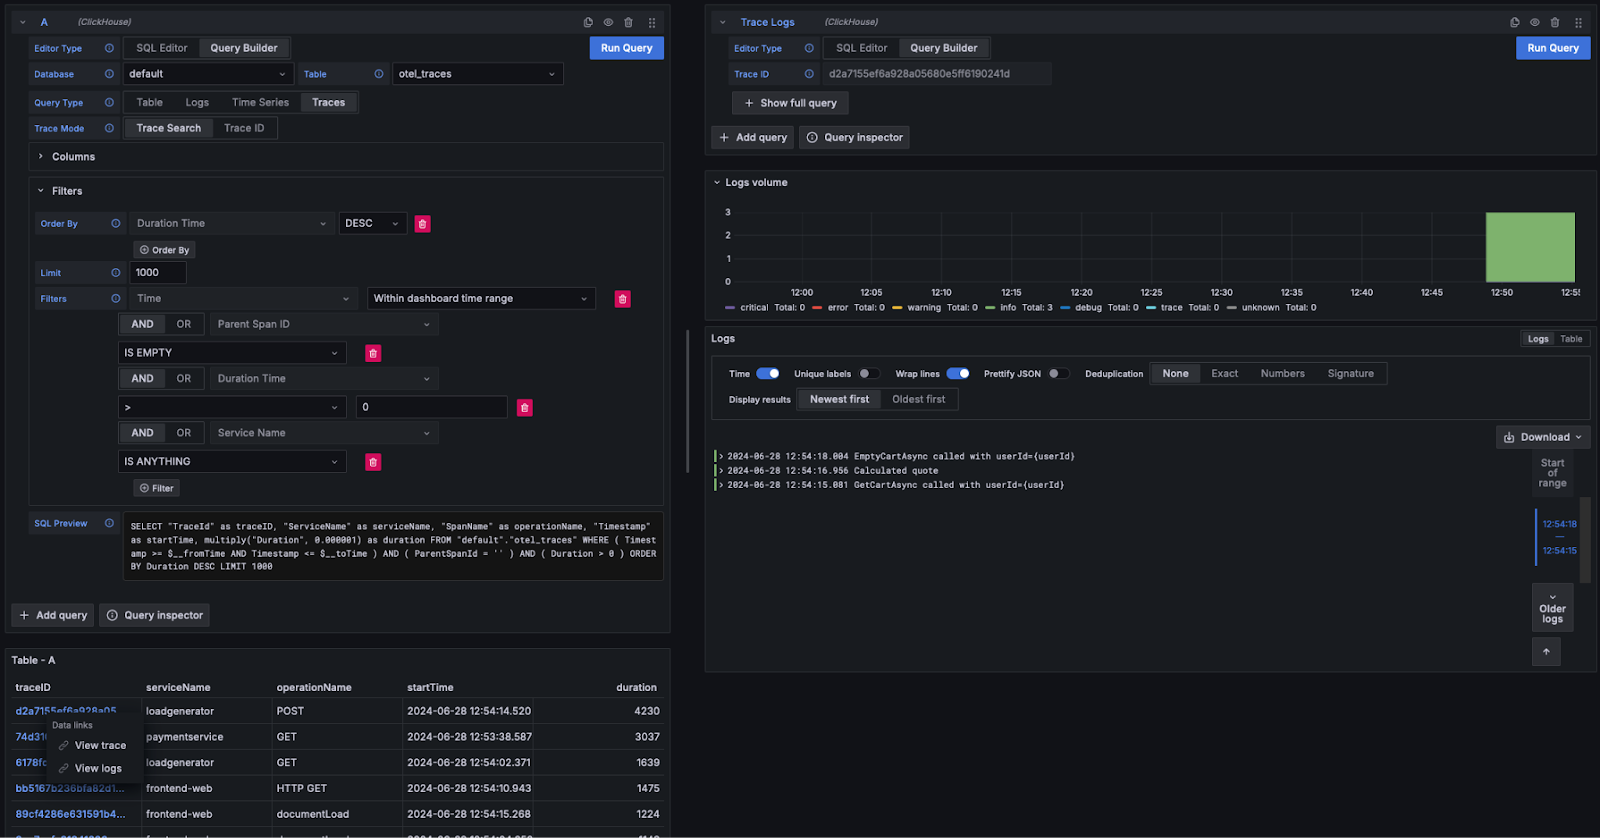 A (ClickHouse)
Editor Type SQL Editor Query Builder Run Query
Database default Table otel_traces
Query Type Table Logs Time Series Traces
Trace Mode Trace Search Trace ID
Columns
Filters
Order By Duration Time DESC
Order By
Limit 1000
Filters Time Within dashboard time range
AND OR Parent Span ID
IS EMPTY
AND OR Duration Time
> 0
AND OR Service Name
IS ANYTHING
Filter
SQL Preview
SELECT "TraceId" as traceID, "ServiceName" as serviceName, "SpanName" as operationName, "Timestamp"
as startTime, multiply("Duration", 0.000001) as duration FROM "default"."otel_traces" WHERE ( Timest
amp >= $__fromTime AND Timestamp <= $__toTime ) AND ( ParentSpanId = '' ) AND ( Duration > 0 ) ORDER
BY Duration DESC LIMIT 1000
+ Add query Query inspector
Table - A
traceID serviceName operationName startTime duration
d2a7155ef6a928a05 loadgenerator POST 2024-06-28 12:54:14.520 4230
Data links
paymentservice GET 2024-06-28 12:53:38.587 3037
View trace
loadgenerator GET 2024-06-28 12:54:02.371 1639
View logs
bb5167b236bfa82d1... frontend-web HTTP GET 2024-06-28 12:54:10.943 1475
89cf4286e631591b4... frontend-web documentLoad 2024-06-28 12:54:15.268 1224
Trace Logs (ClickHouse)
Editor Type SQL Editor Query Builder Run Query
Trace ID d2a7155ef6a928a05680e5ff6190241d
+ Show full query
+ Add query Query inspector
Logs volume
3
2
1
0
12:00 12:05 12:10 12:15 12:20 12:25 12:30 12:35 12:40 12:45 12:50 12:55
critical Total: 0 error Total: 0 warning Total: 0 info Total: 3 debug Total: 0 trace Total: 0 unknown Total: 0
Logs Logs Table
Time Unique labels Wrap lines Prettify JSON Deduplication None Exact Numbers Signature
Display results Newest first Oldest first
Download
2024-06-28 12:54:18.004 EmptyCartAsync called with userId={userId}
2024-06-28 12:54:16.956 Calculated quote
2024-06-28 12:54:15.081 GetCartAsync called with userId={userId}
Start
of
range
12:54:18
—
12:54:15
Older
logs